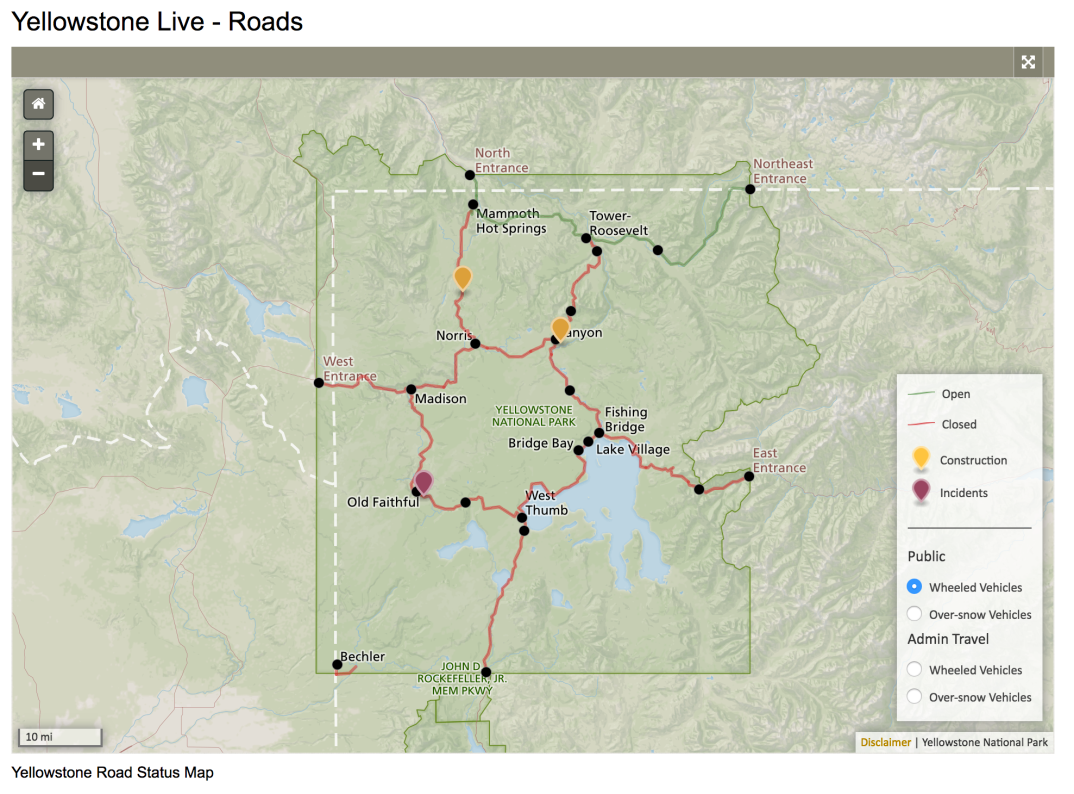 Yellowstone Live - Roads
North
Entrance
Northeast
Entrance
Mammoth
Hot Springs
Tower-
Roosevelt
Norris
anyon
West
Entrance
Madison
YELLOWSTONE
NATIONAL PARK
Fishing
Bridge
Bridge Bay
Lake Village
East
Entrance
Old Faithful
West
Thumb
Bechler
JOHN D
ROCKEFELLER, JR.
MEM PKWY
Open
Closed
Construction
Incidents
Public
Wheeled Vehicles
Over-snow Vehicles
Admin Travel
Wheeled Vehicles
Over-snow Vehicles
10 mi
Disclaimer | Yellowstone National Park
Yellowstone Road Status Map